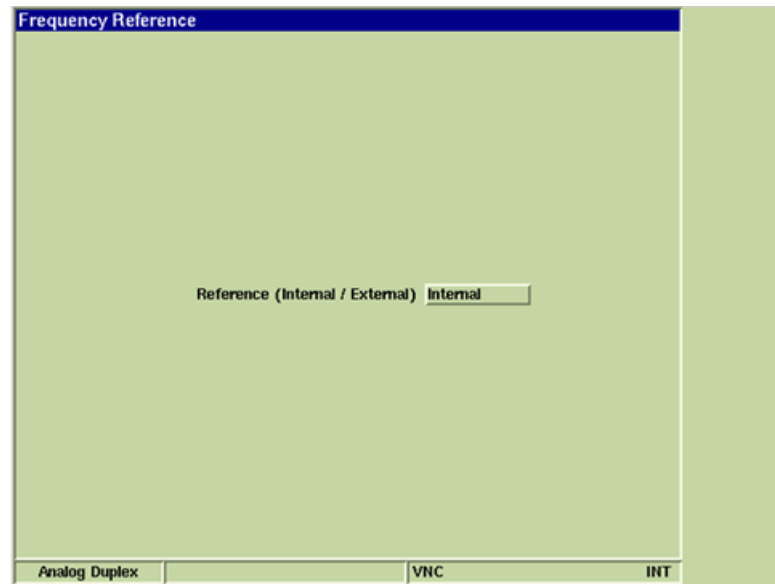 Frequency Reference
Reference (Internal / External) Internal
Analog Duplex VNC INT